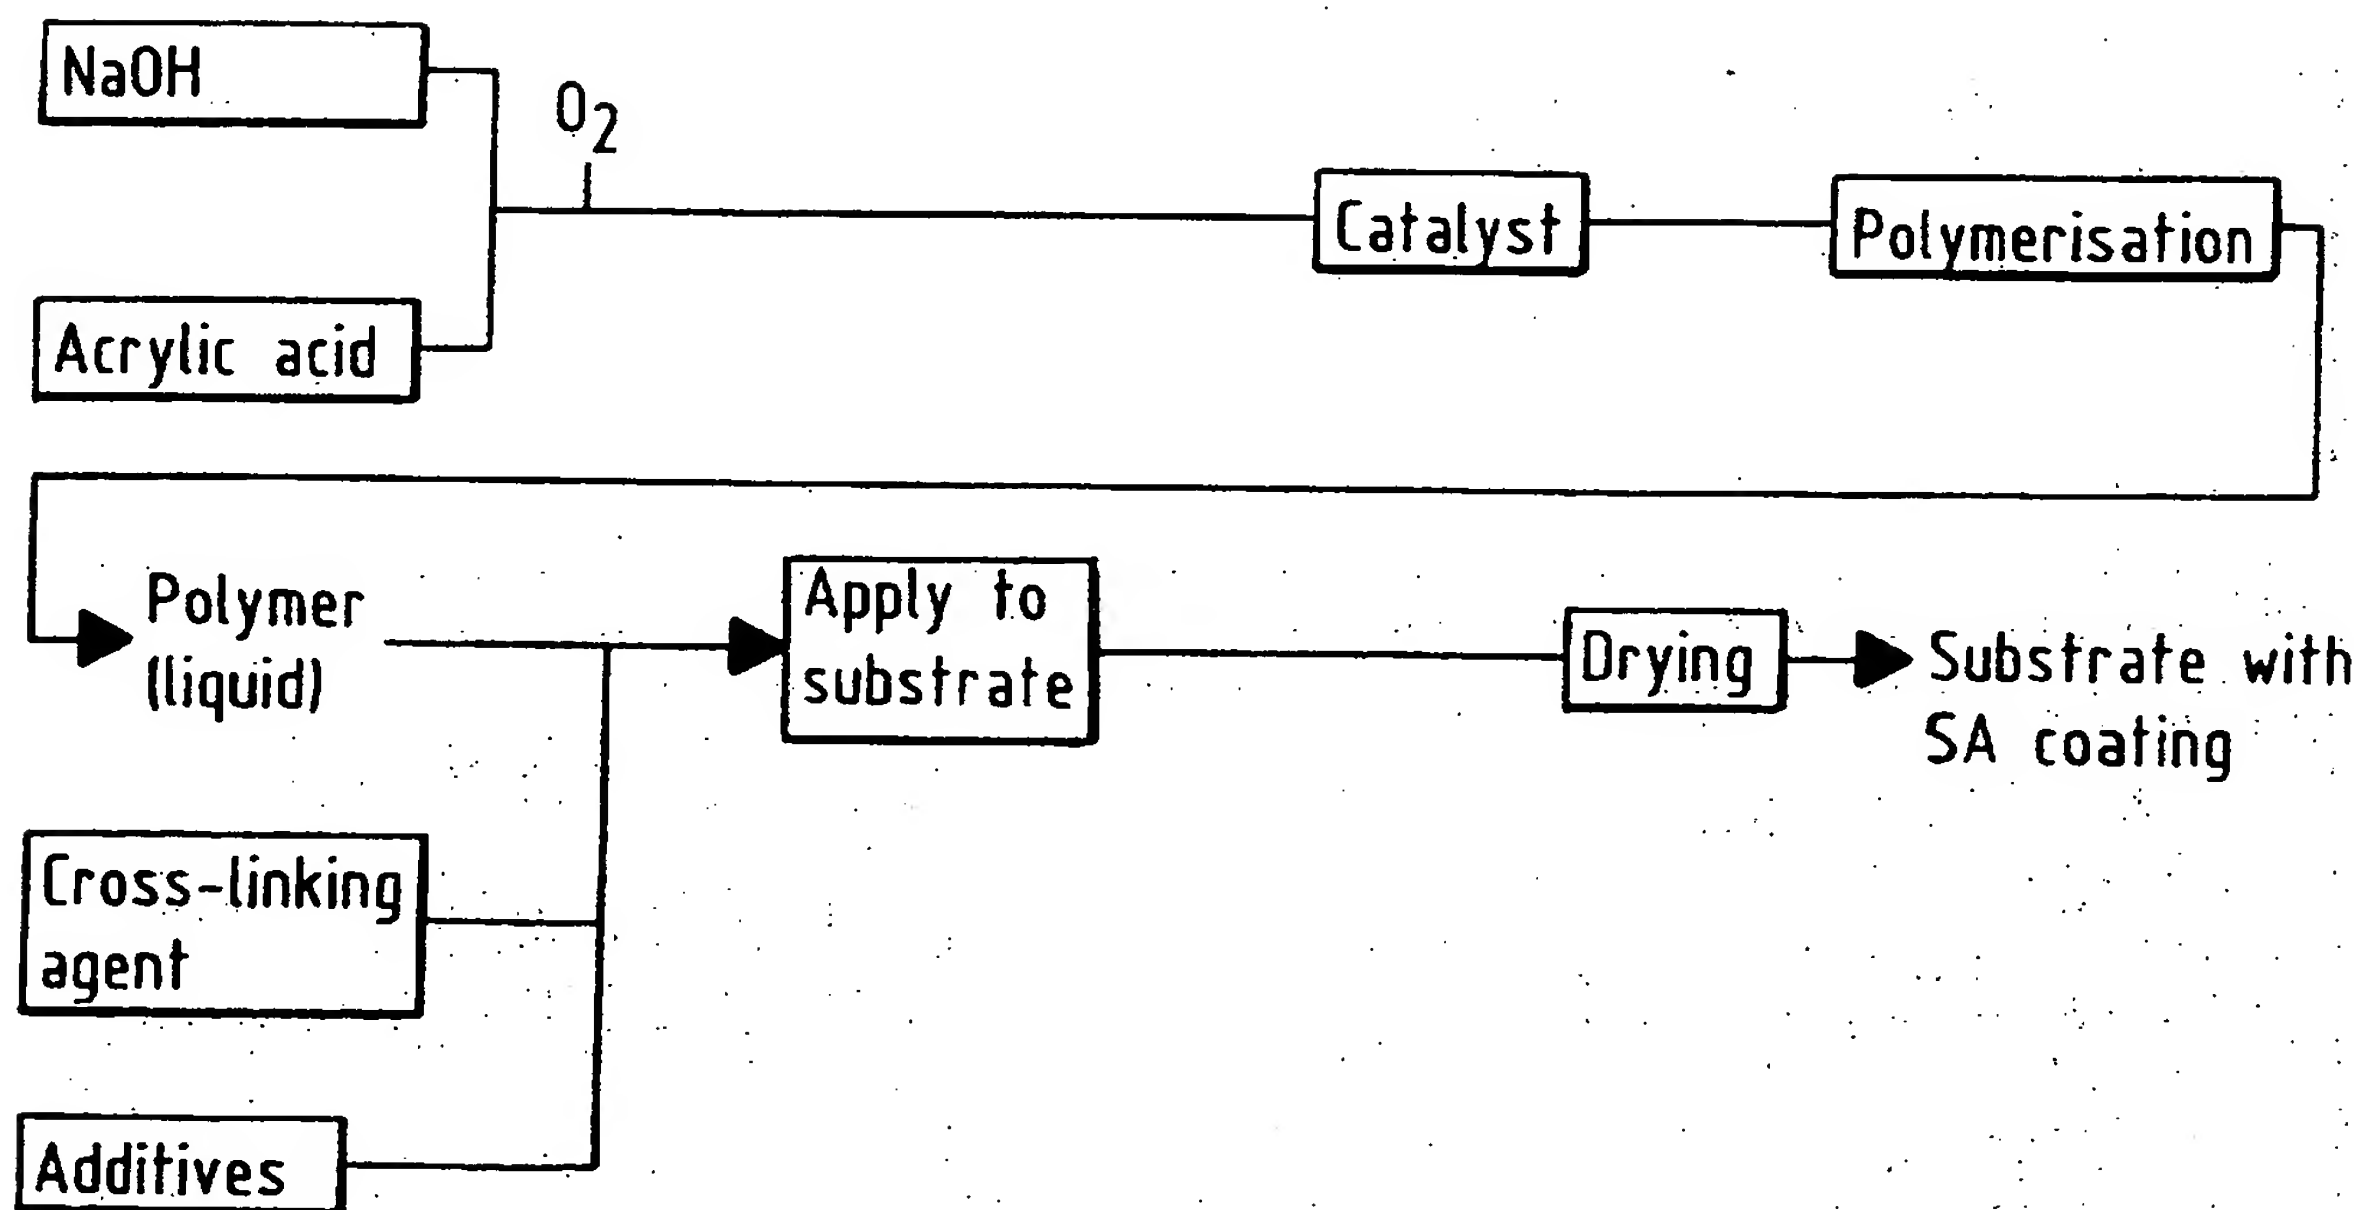 NaOH
O2
Acrylic acid
Catalyst
Polymerisation
Polymer
(liquid)
Apply to
substrate
Drying
Substrate with
SA coating
Cross-linking
agent
Additives